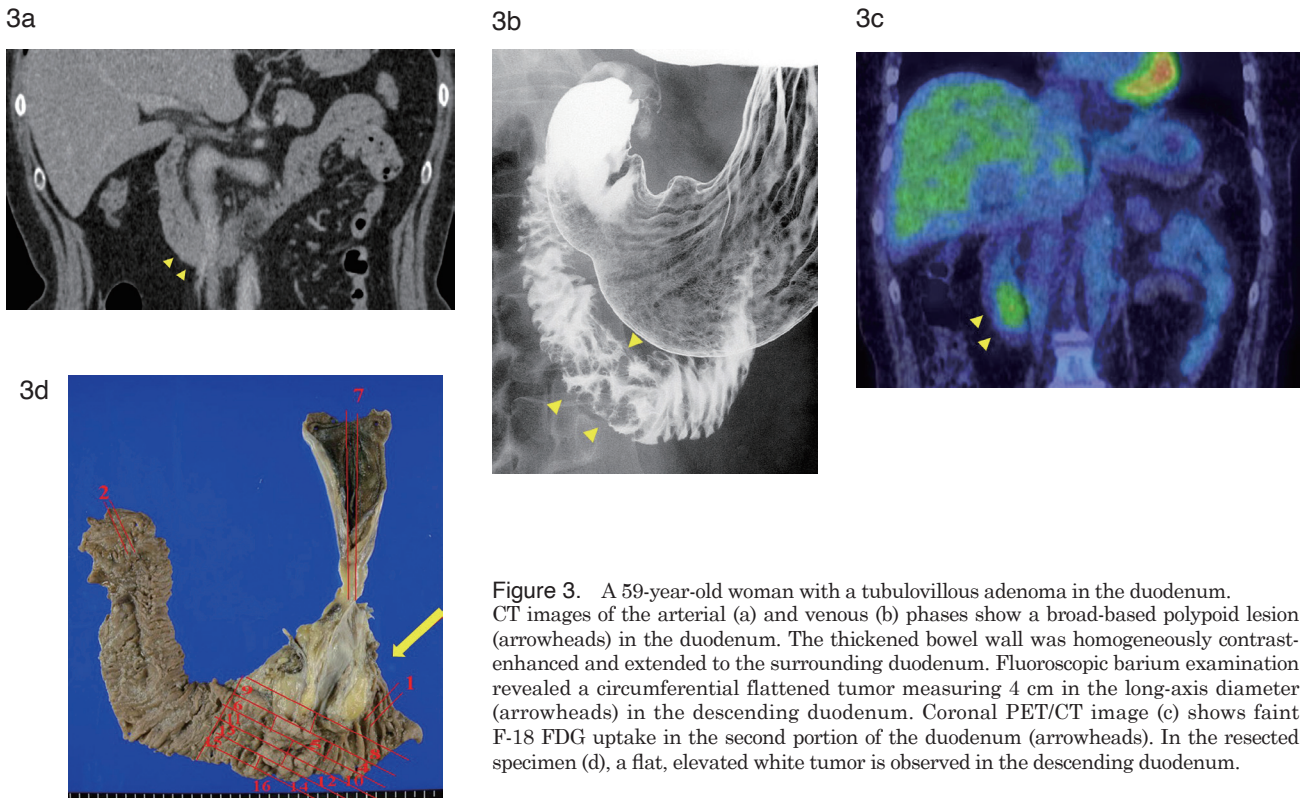 3a
3b
3c
3d
7
2
1
9
8
16
14
12
10
Figure 3. A 59-year-old woman with a tubulovillous adenoma in the duodenum.
CT images of the arterial (a) and venous (b) phases show a broad-based polypoid lesion
(arrowheads) in the duodenum. The thickened bowel wall was homogeneously contrast-
enhanced and extended to the surrounding duodenum. Fluoroscopic barium examination
revealed a circumferential flattened tumor measuring 4 cm in the long-axis diameter
(arrowheads) in the descending duodenum. Coronal PET/CT image (c) shows faint
F-18 FDG uptake in the second portion of the duodenum (arrowheads). In the resected
specimen (d), a flat, elevated white tumor is observed in the descending duodenum.